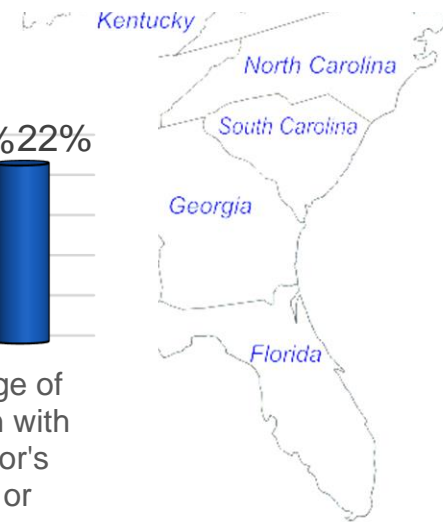 Kentucky
North Carolina
South Carolina
Georgia
Florida
%22%
ge of
n with
or's
or